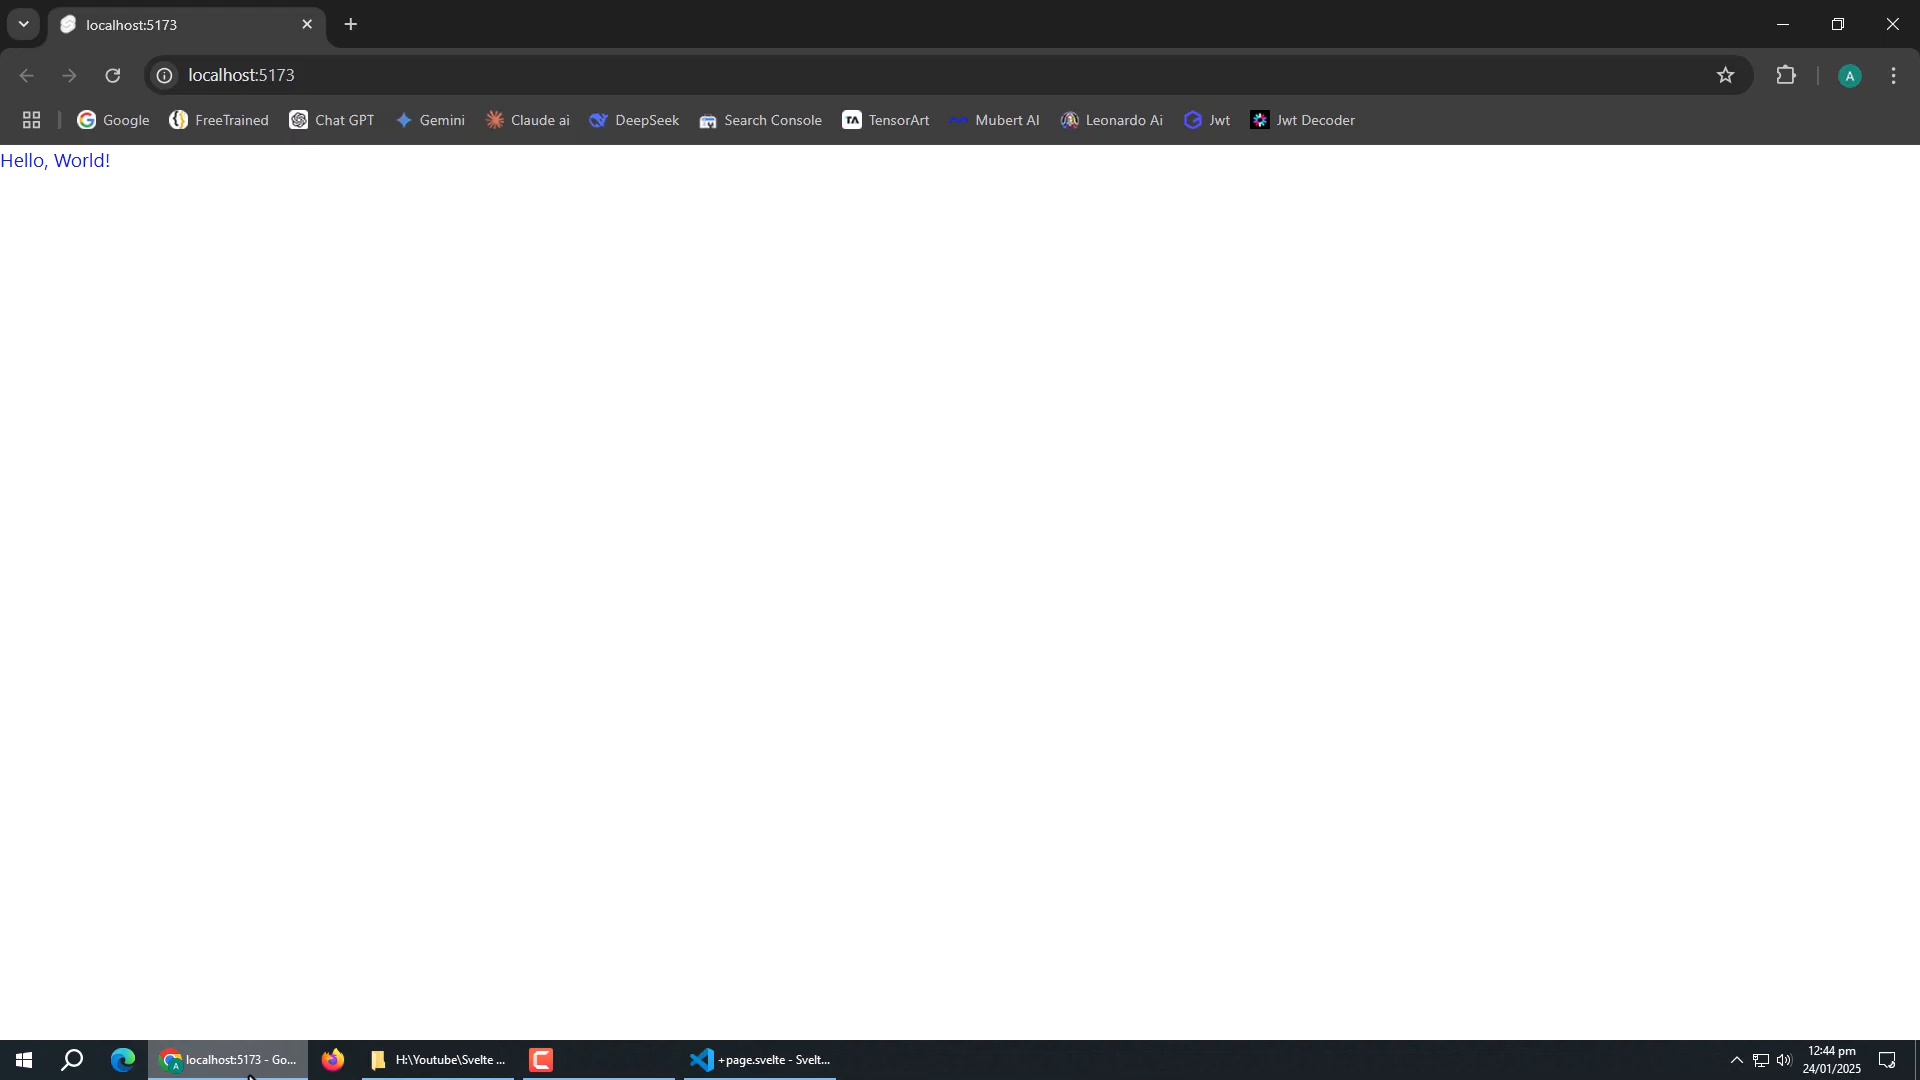 localhost:5173
localhost:5173
A
Google
FreeTrained
Chat GPT
Gemini
Claude ai
DeepSeek
Search Console
TA
TensorArt
Mubert AI
Leonardo Ai
Jwt
Jwt Decoder
Hello, World!
A
localhost:5173 - Go...
H:\Youtube\Svelte ...
+page.svelte - Svelt...
12:44 pm
24/01/2025